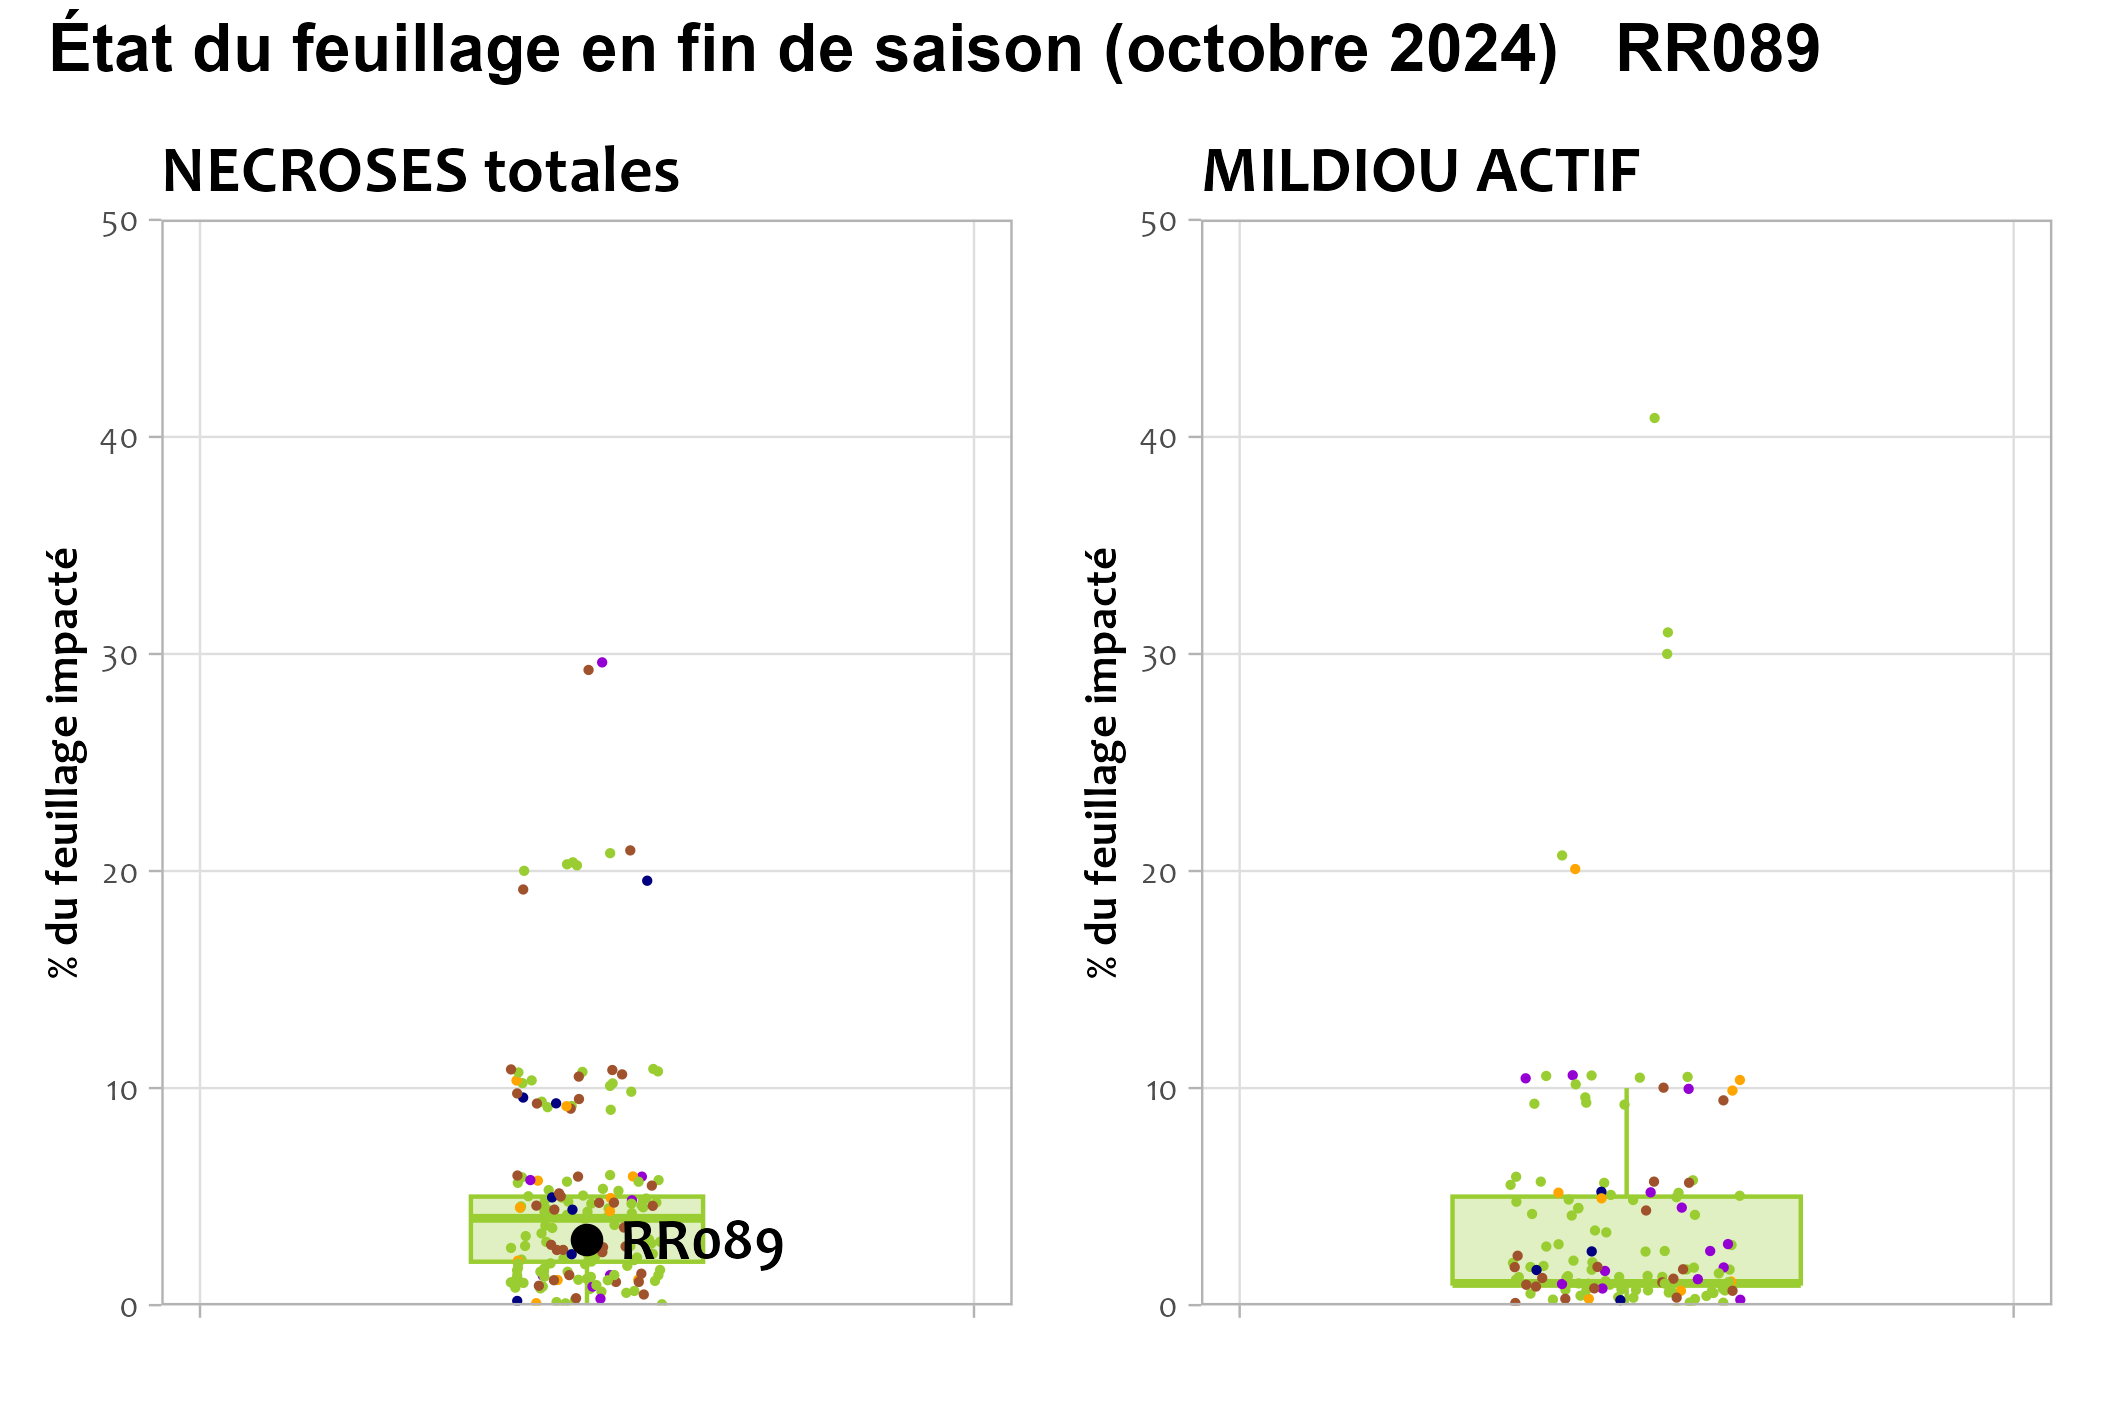 État du feuillage en fin de saison (octobre 2024) RR089
NECROSES totales
% du feuillage impacté
50
40
30
20
10
0
RR089
MILDIOU ACTIF
% du feuillage impacté
50
40
30
20
10
0